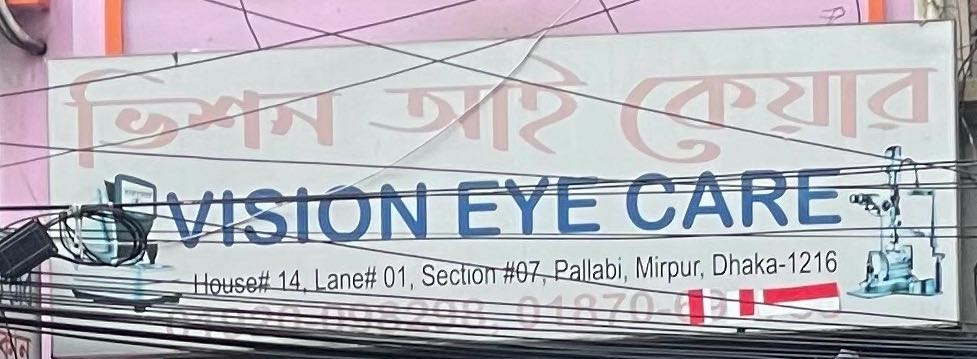 ভিশন আই কেয়ার
VISION EYE CARE
House# 14, Lane# 01, Section #07, Pallabi, Mirpur, Dhaka-1216